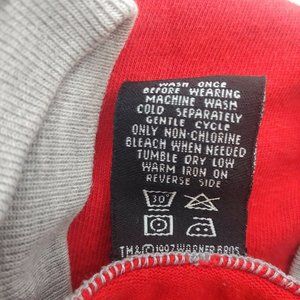 WASH ONCE
BEFORE WEARING
MACHINE WASH
COLD SEPARATELY
GENTLE CYCLE
ONLY NON-CHLORINE
BLEACH WHEN NEEDED
TUMBLE DRY LOW
WARM IRON ON
REVERSE SIDE
30°
TM&©1997 WARNER BROS.